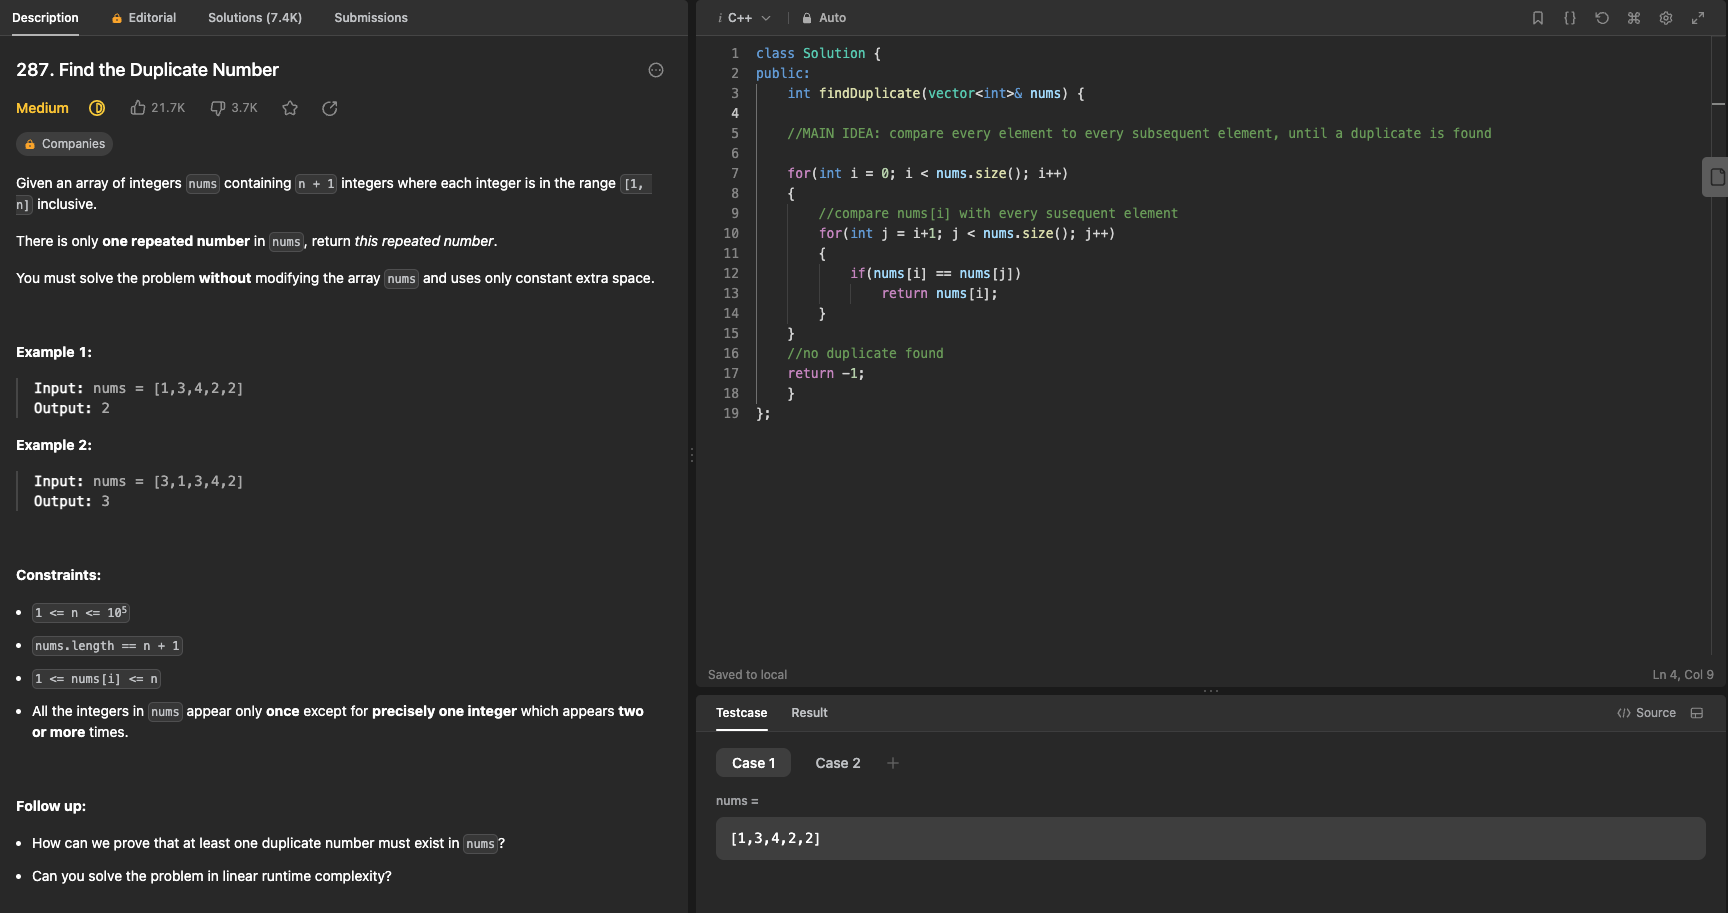 Description Editorial Solutions (7.4K) Submissions
287. Find the Duplicate Number
Medium 21.7K 3.7K
Companies
Given an array of integers nums containing n + 1 integers where each integer is in the range [1,
n] inclusive.
There is only one repeated number in nums, return this repeated number.
You must solve the problem without modifying the array nums and uses only constant extra space.
Example 1:
Input: nums = [1,3,4,2,2]
Output: 2
Example 2:
Input: nums = [3,1,3,4,2]
Output: 3
Constraints:
• 1 <= n <= 10⁵
• nums.length == n + 1
• 1 <= nums[i] <= n
• All the integers in nums appear only once except for precisely one integer which appears two
or more times.
Follow up:
• How can we prove that at least one duplicate number must exist in nums?
• Can you solve the problem in linear runtime complexity?
i C++ Auto
1 class Solution {
2 public:
3 int findDuplicate(vector<int>& nums) {
4
5 //MAIN IDEA: compare every element to every subsequent element, until a duplicate is found
6
7 for(int i = 0; i < nums.size(); i++)
8 {
9 //compare nums[i] with every susequent element
10 for(int j = i+1; j < nums.size(); j++)
11 {
12 if(nums[i] == nums[j])
13 return nums[i];
14 }
15 }
16 //no duplicate found
17 return -1;
18 }
19 };
Saved to local Ln 4, Col 9
Testcase Result </> Source
Case 1 Case 2 +
nums =
[1,3,4,2,2]